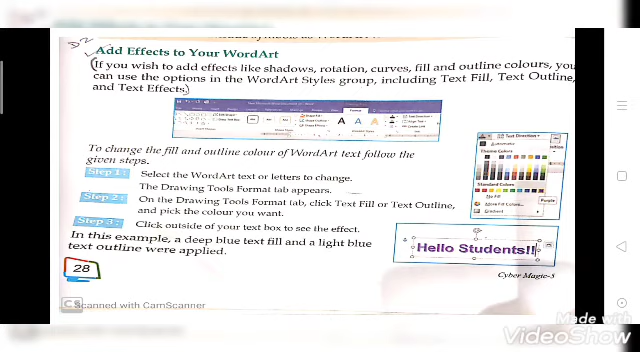 Add Effects to Your WordArt
If you wish to add effects like shadows, rotation, curves, fill and outline colours, you
can use the options in the WordArt Styles group, including Text Fill, Text Outline,
and Text Effects.
To change the fill and outline colour of WordArt text follow the
given steps.
Step 1: Select the WordArt text or letters to change.
The Drawing Tools Format tab appears.
Step 2: On the Drawing Tools Format tab, click Text Fill or Text Outline,
and pick the colour you want.
Step 3: Click outside of your text box to see the effect.
In this example, a deep blue text fill and a light blue
text outline were applied.
Text Direction
Automatic
Theme Colors
Standard Colors
No Fill
More Fill Colors...
Purple
Gradient
Hello Students!!
28
Cyber Magic-5
CS Scanned with CamScanner
Made with
VideoShow